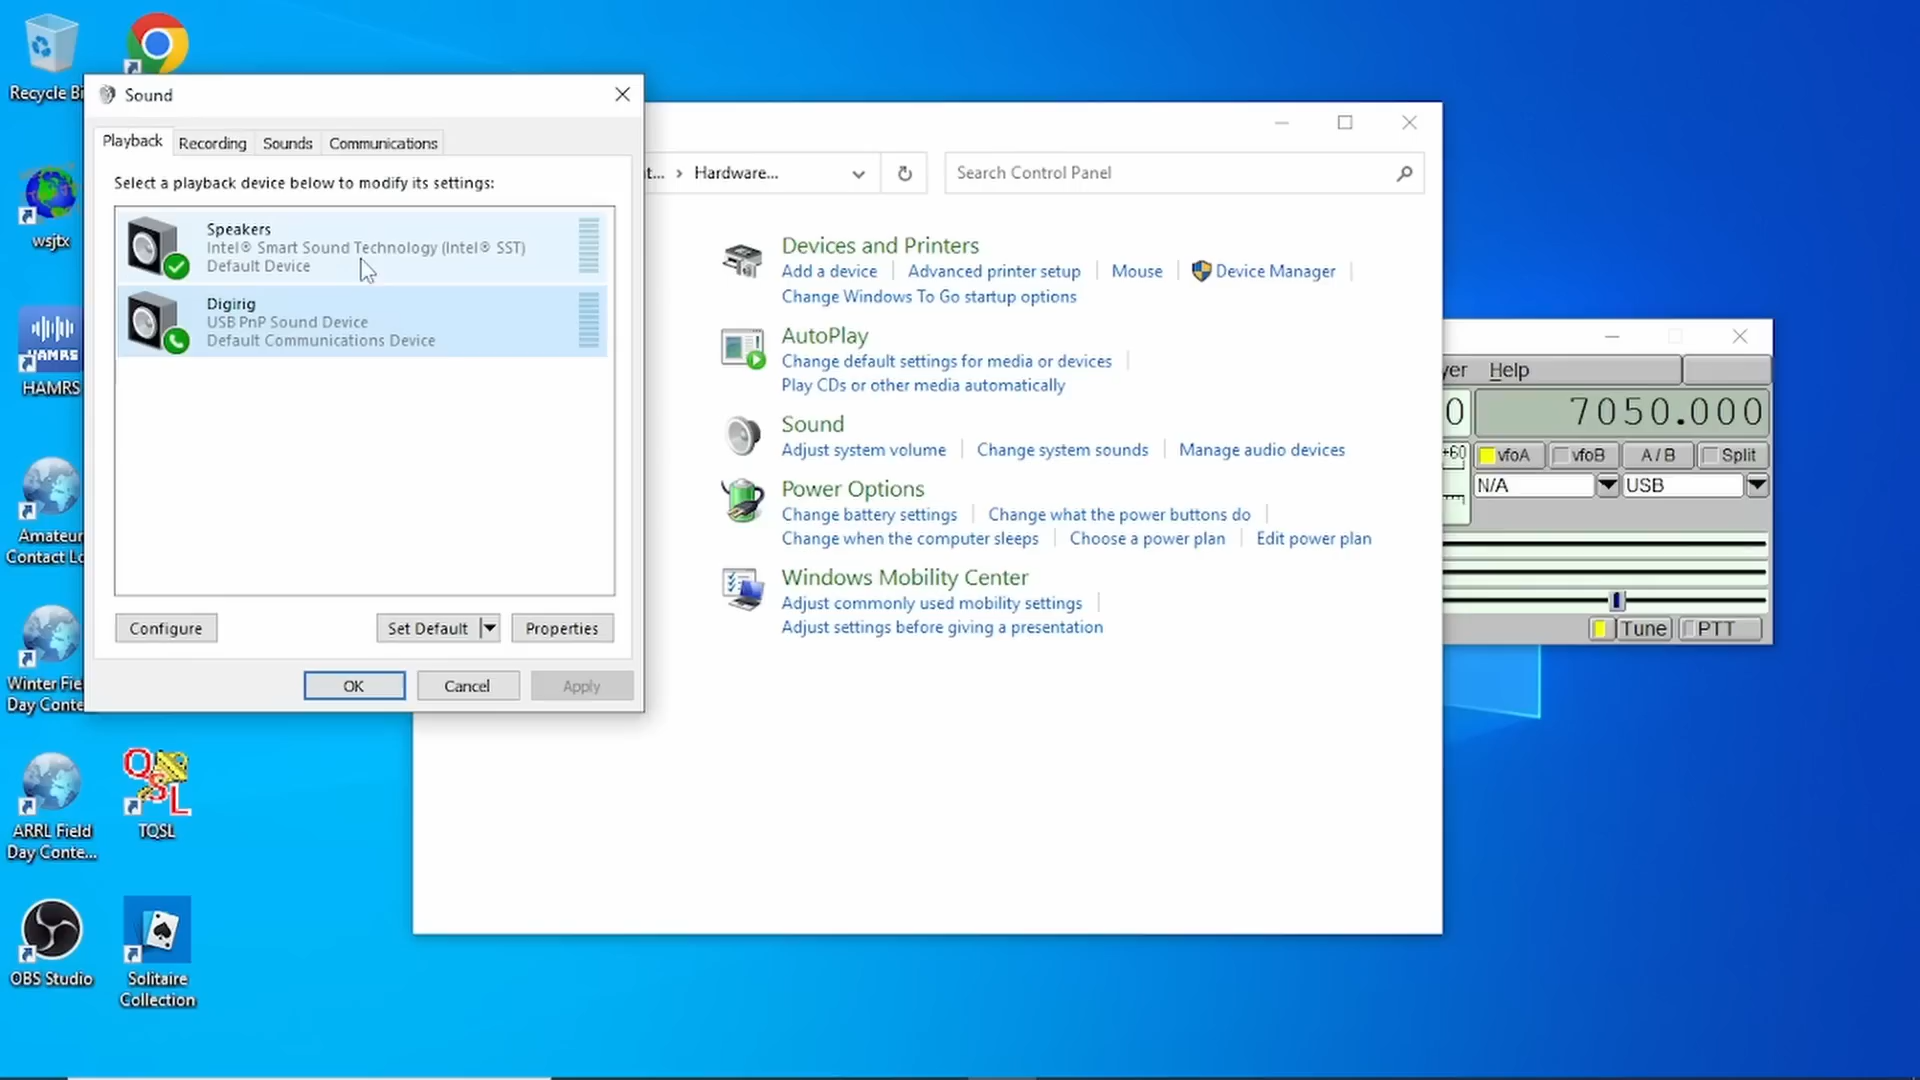 Recycle Bi
wsjtx
HAMRS
HAMRS
Amateur
Contact Lo
Winter Fie
Day Conte
ARRL Field
Day Conte...
QSL
TQSL
OBS Studio
Solitaire
Collection
Sound
Playback
Recording
Sounds
Communications
Select a playback device below to modify its settings:
Speakers
Intel® Smart Sound Technology (Intel® SST)
Default Device
Digirig
USB PnP Sound Device
Default Communications Device
Configure
Set Default
Properties
OK
Cancel
Apply
t... > Hardware...
Search Control Panel
Devices and Printers
Add a device
Advanced printer setup
Mouse
Device Manager
Change Windows To Go startup options
AutoPlay
Change default settings for media or devices
Play CDs or other media automatically
Sound
Adjust system volume
Change system sounds
Manage audio devices
Power Options
Change battery settings
Change what the power buttons do
Change when the computer sleeps
Choose a power plan
Edit power plan
Windows Mobility Center
Adjust commonly used mobility settings
Adjust settings before giving a presentation
yer
Help
0
7050.000
+60
vfoA
vfoB
A / B
Split
N/A
USB
Tune
PTT